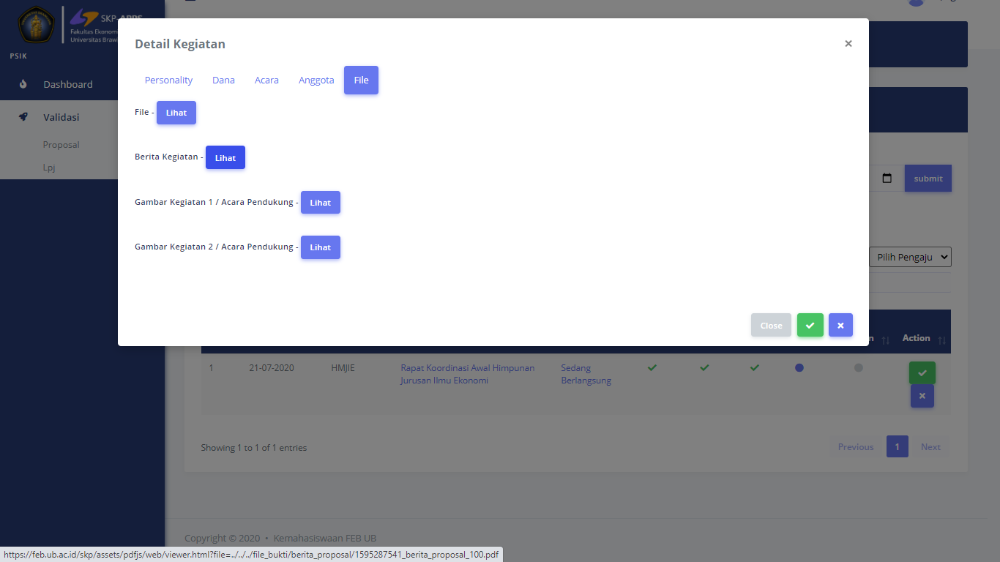 SKP APPS
Fakultas Ekonomi
Universitas Braw
PSIK
Dashboard
Validasi
Proposal
Lpj
Detail Kegiatan
×
Personality
Dana
Acara
Anggota
File
File - Lihat
Berita Kegiatan - Lihat
Gambar Kegiatan 1 / Acara Pendukung - Lihat
Gambar Kegiatan 2 / Acara Pendukung - Lihat
Close
submit
Pilih Pengaju
n
Action
1
21-07-2020
HMJIE
Rapat Koordinasi Awal Himpunan
Jurusan Ilmu Ekonomi
Sedang
Berlangsung
Showing 1 to 1 of 1 entries
Previous
1
Next
Copyright © 2020 • Kemahasiswaan FEB UB
https://feb.ub.ac.id/skp/assets/pdfjs/web/viewer.html?file=../../../file_bukti/berita_proposal/1595287541_berita_proposal_100.pdf